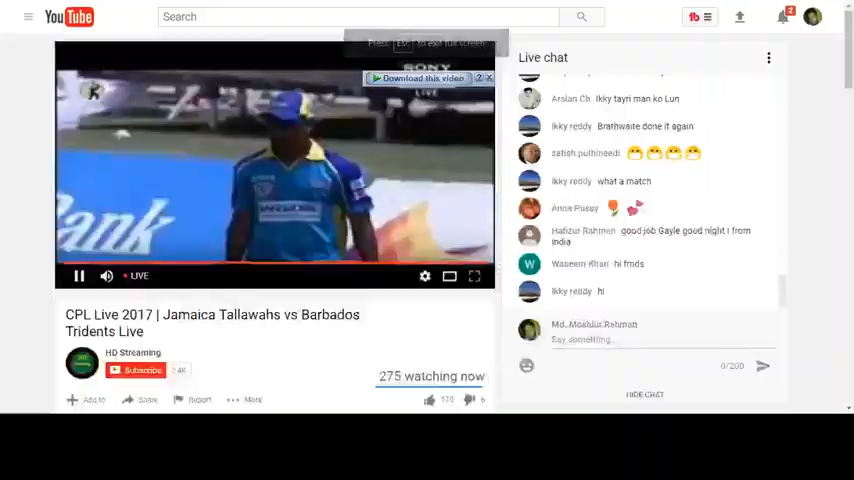 YouTube
Search
2
Press Esc to exit full screen
SONY
LIVE
Download this video ? X
Bank
LIVE
CPL Live 2017 | Jamaica Tallawahs vs Barbados
Tridents Live
HD Streaming
Subscribe
275 watching now
Add to Share Report More
6
Live chat
Arslan Ch Ikky tayri man ko Lun
Ikky reddy Brathwaite done it again
satish.puthineedi
Ikky reddy what a match
Anna Pussy
Hafizur Rahman good job Gayle good night I from
India
Waseem Khan hi frnds
Ikky reddy hi
Say something...
0/200
HIDE CHAT